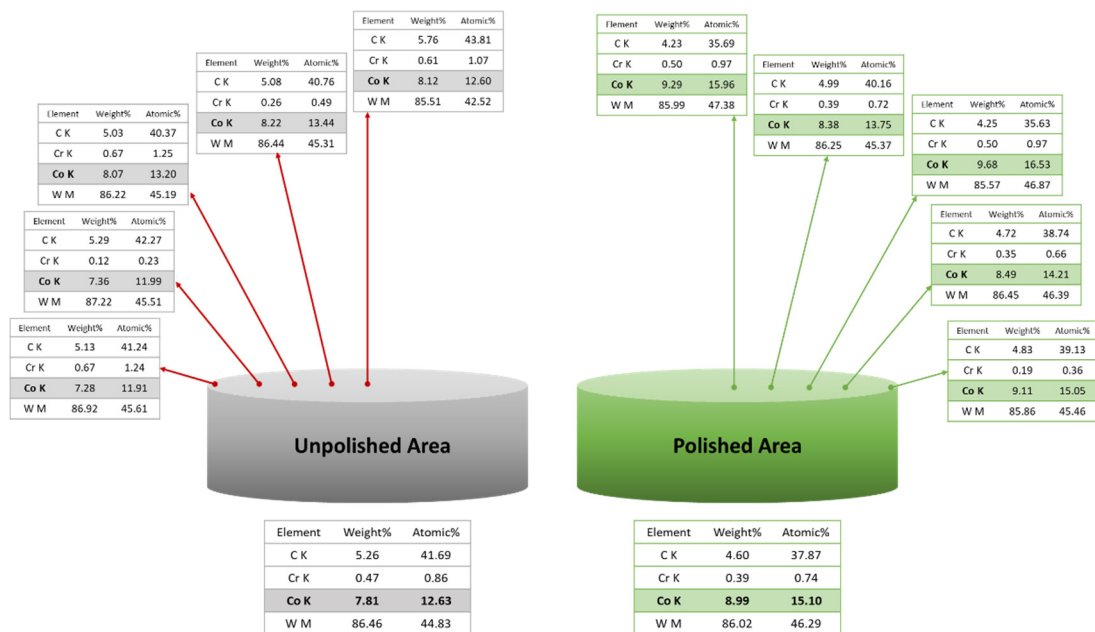 Element Weight% Atomic%
C K 5.76 43.81
Cr K 0.61 1.07
Co K 8.12 12.60
W M 85.51 42.52
Element Weight% Atomic%
C K 5.08 40.76
Cr K 0.26 0.49
Co K 8.22 13.44
W M 86.44 45.31
Element Weight% Atomic%
C K 5.03 40.37
Cr K 0.67 1.25
Co K 8.07 13.20
W M 86.22 45.19
Element Weight% Atomic%
C K 5.29 42.27
Cr K 0.12 0.23
Co K 7.36 11.99
W M 87.22 45.51
Element Weight% Atomic%
C K 5.13 41.24
Cr K 0.67 1.24
Co K 7.28 11.91
W M 86.92 45.61
Unpolished Area
Element Weight% Atomic%
C K 5.26 41.69
Cr K 0.47 0.86
Co K 7.81 12.63
W M 86.46 44.83
Element Weight% Atomic%
C K 4.23 35.69
Cr K 0.50 0.97
Co K 9.29 15.96
W M 85.99 47.38
Element Weight% Atomic%
C K 4.99 40.16
Cr K 0.39 0.72
Co K 8.38 13.75
W M 86.25 45.37
Element Weight% Atomic%
C K 4.25 35.63
Cr K 0.50 0.97
Co K 9.68 16.53
W M 85.57 46.87
Element Weight% Atomic%
C K 4.72 38.74
Cr K 0.35 0.66
Co K 8.49 14.21
W M 86.45 46.39
Element Weight% Atomic%
C K 4.83 39.13
Cr K 0.19 0.36
Co K 9.11 15.05
W M 85.86 45.46
Polished Area
Element Weight% Atomic%
C K 4.60 37.87
Cr K 0.39 0.74
Co K 8.99 15.10
W M 86.02 46.29